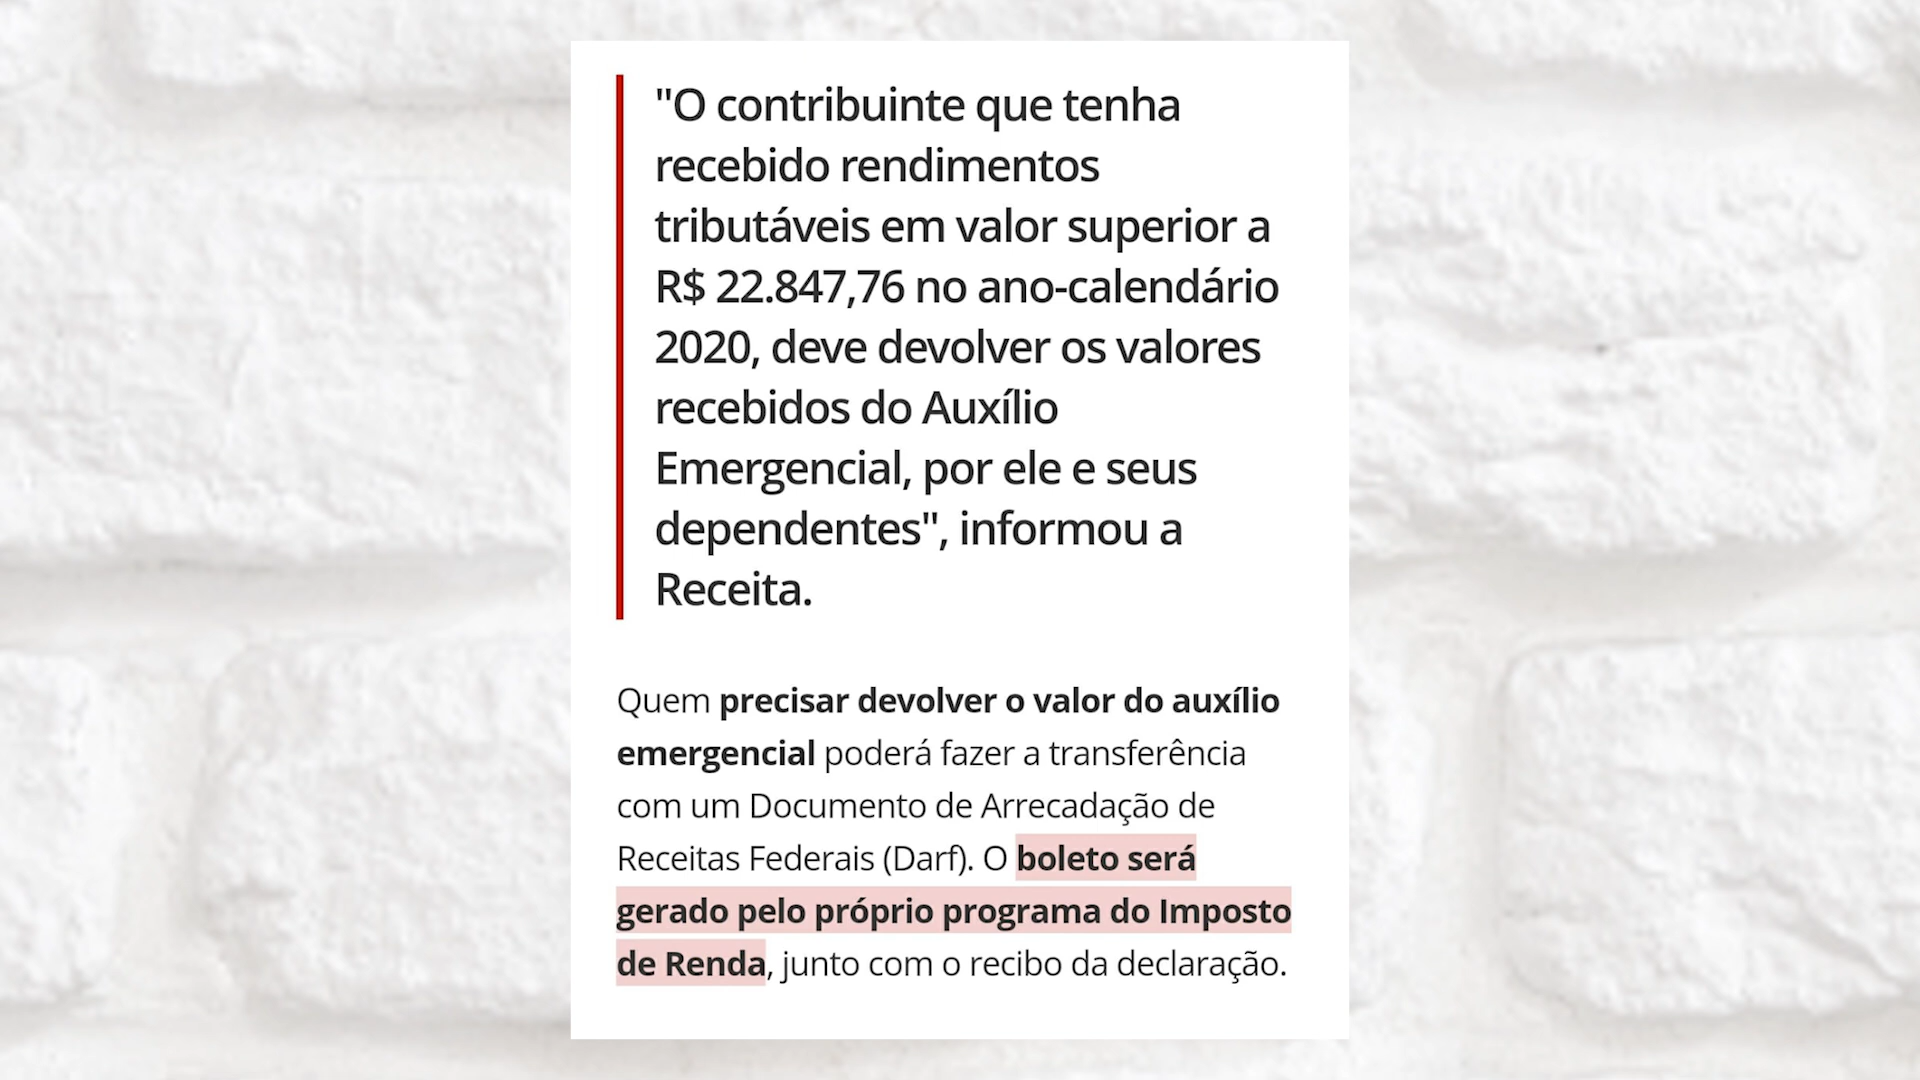 "O contribuinte que tenha
recebido rendimentos
tributáveis em valor superior a
R$ 22.847,76 no ano-calendário
2020, deve devolver os valores
recebidos do Auxílio
Emergencial, por ele e seus
dependentes", informou a
Receita.
Quem precisar devolver o valor do auxílio
emergencial poderá fazer a transferência
com um Documento de Arrecadação de
Receitas Federais (Darf). O boleto será
gerado pelo próprio programa do Imposto
de Renda, junto com o recibo da declaração.